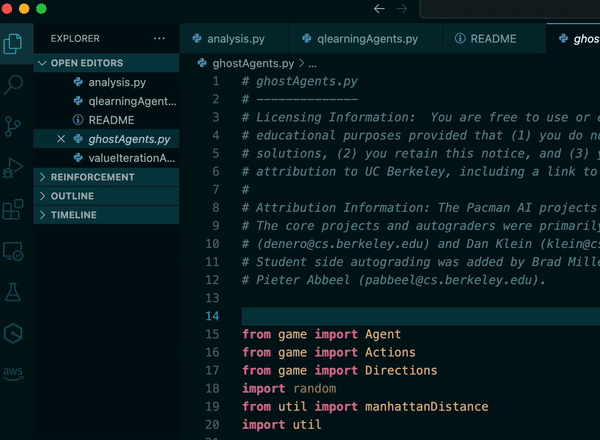 EXPLORER
analysis.py
qlearningAgents.py
README
OPEN EDITORS
analysis.py
qlearningAgent...
README
ghostAgents.py
valueIterationA...
REINFORCEMENT
OUTLINE
TIMELINE
aws
ghostAgents.py > ...
1 # ghostAgents.py
2 # --------------
3 # Licensing Information: You are free to use or
4 # educational purposes provided that (1) you do
5 # solutions, (2) you retain this notice, and (3)
6 # attribution to UC Berkeley, including a link to
7 #
8 # Attribution Information: The Pacman AI projects
9 # The core projects and autograders were primarily
10 # (denero@cs.berkeley.edu) and Dan Klein (klein@cs
11 # Student side autograding was added by Brad Mille
12 # Pieter Abbeel (pabbeel@cs.berkeley.edu).
13
14
15 from game import Agent
16 from game import Actions
17 from game import Directions
18 import random
19 from util import manhattanDistance
20 import util